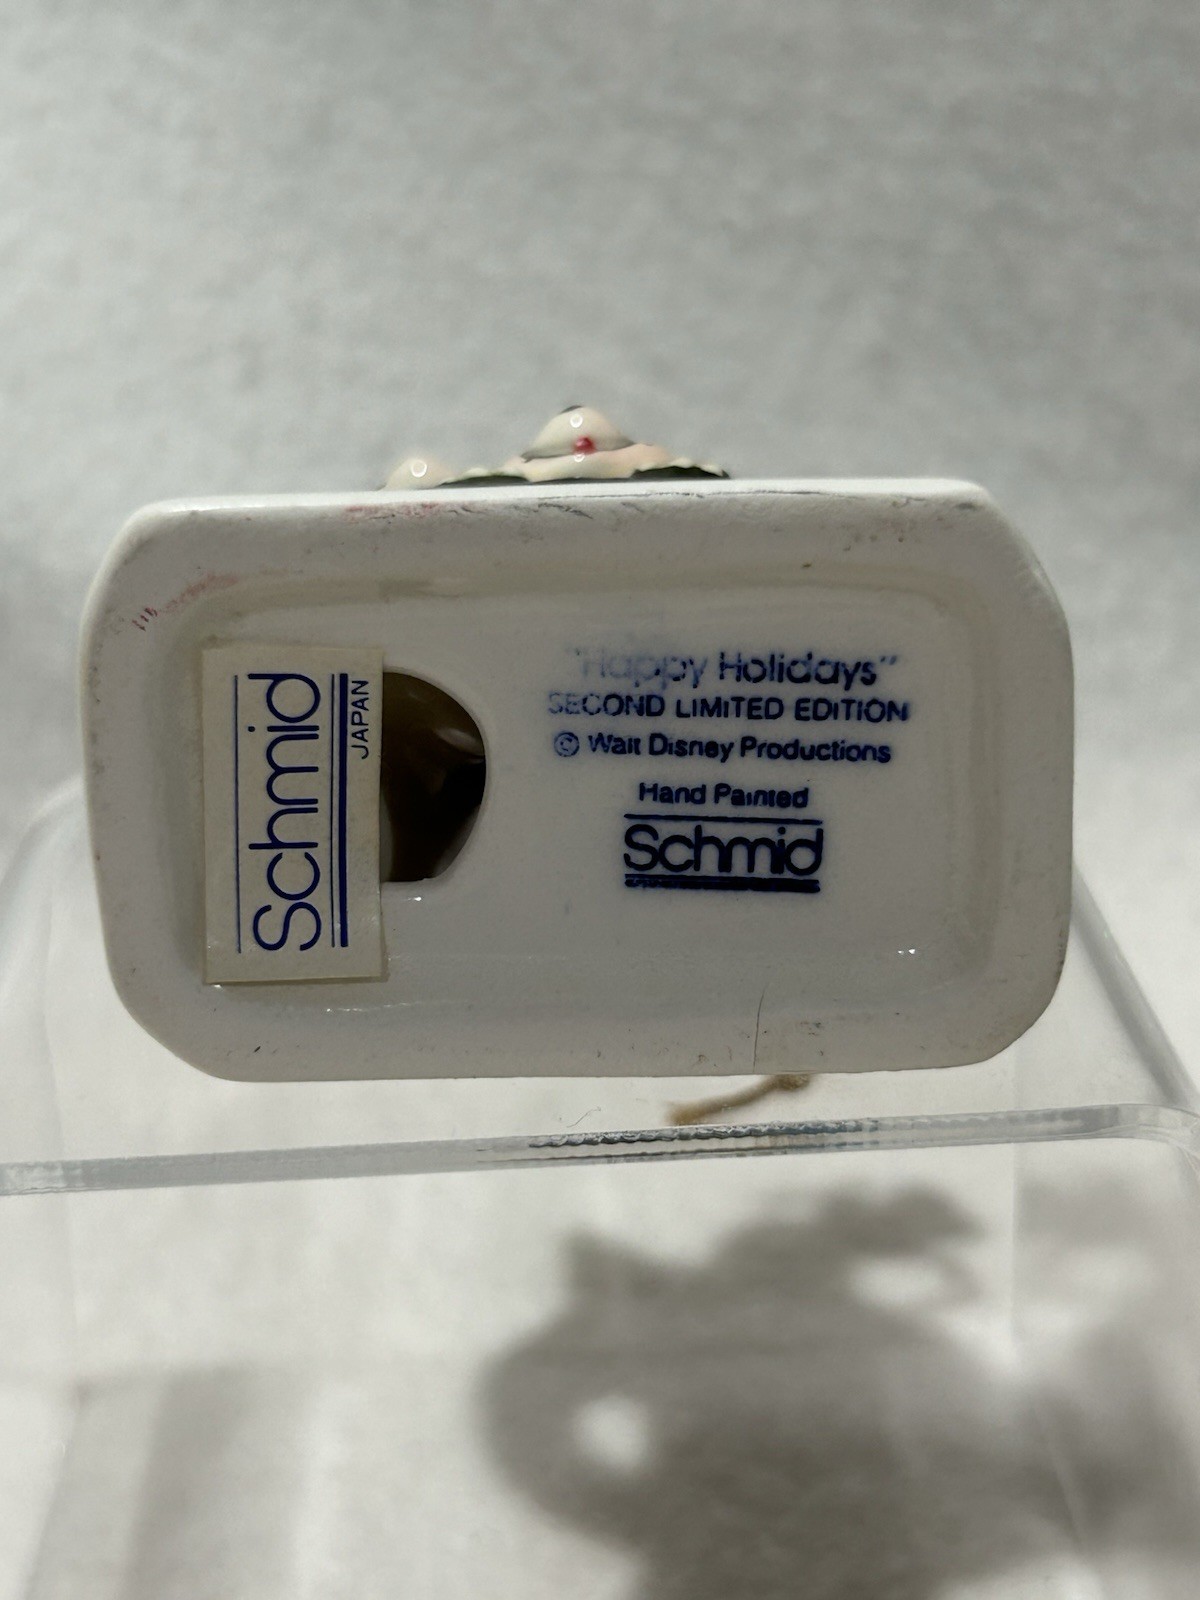 Schmid
JAPAN
"Happy Holidays"
SECOND LIMITED EDITION
© Walt Disney Productions
Hand Painted
Schmid